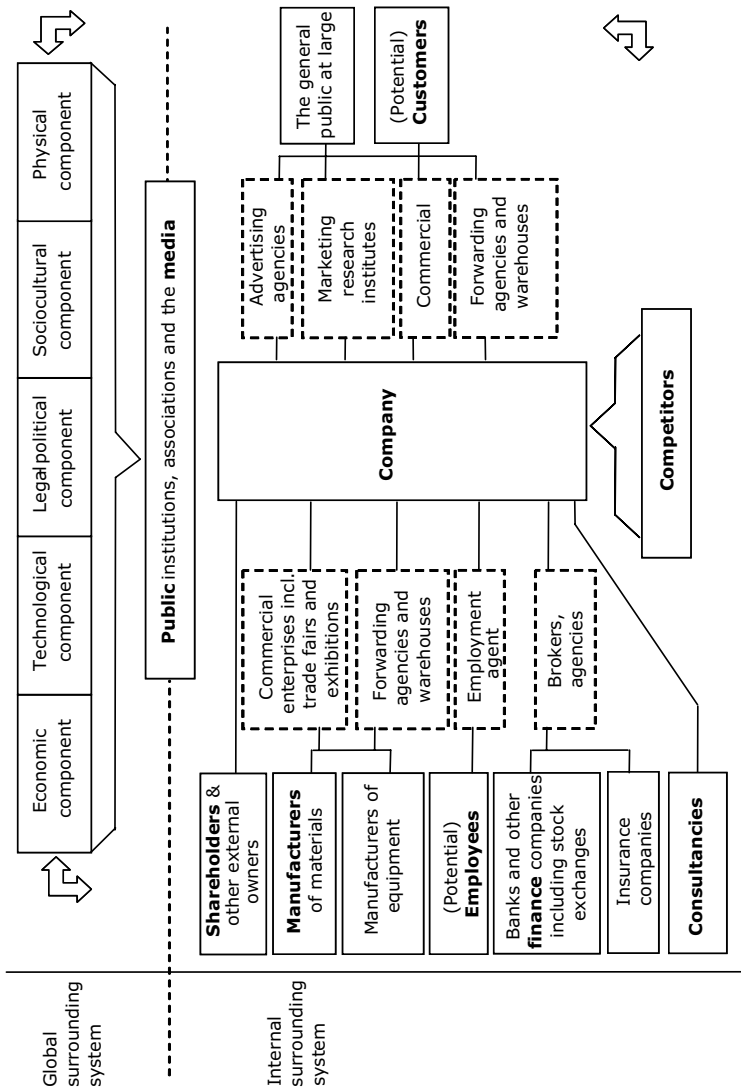 Global
surrounding
system
Economic
component
Technological
component
Legalpolitical
component
Sociocultural
component
Physical
component
Public institutions, associations and the media
Internal
surrounding
system
Shareholders &
other external
owners
Manufacturers
of materials
Manufacturers of
equipment
(Potential)
Employees
Banks and other
finance companies
including stock
exchanges
Insurance
companies
Consultancies
Commercial
enterprises incl.
trade fairs and
exhibitions
Forwarding
agencies and
warehouses
Employment
agent
Brokers,
agencies
Company
Competitors
Advertising
agencies
Marketing
research
institutes
Commercial
Forwarding
agencies and
warehouses
The general
public at large
(Potential)
Customers